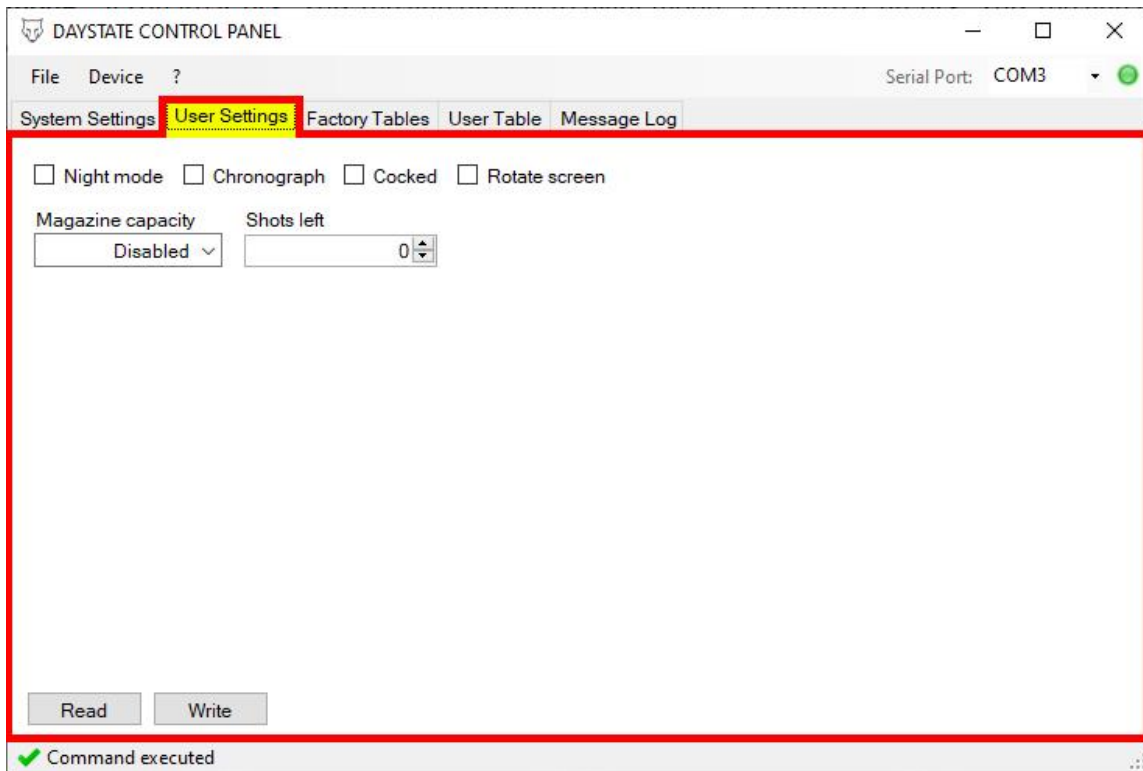 DAYSTATE CONTROL PANEL
File Device ? Serial Port: COM3
System Settings User Settings Factory Tables User Table Message Log
Night mode Chronograph Cocked Rotate screen
Magazine capacity Shots left
Disabled 0
Read Write
Command executed